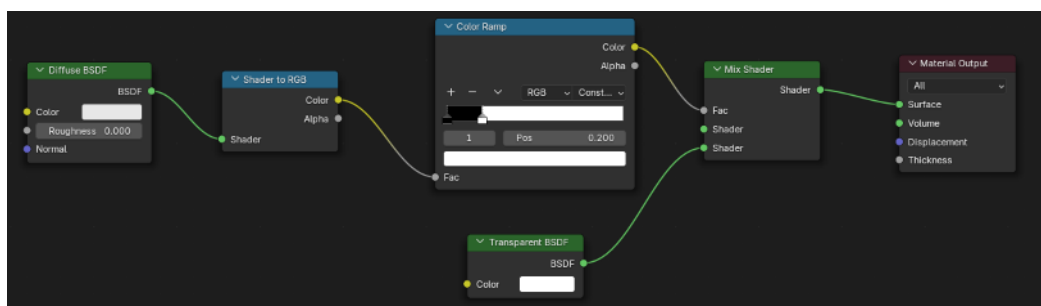 Diffuse BSDF
BSDF
Color
Roughness 0.000
Normal
Shader to RGB
Color
Alpha
Shader
Color Ramp
Color
Alpha
+ − RGB Const...
1 Pos 0.200
Fac
Transparent BSDF
BSDF
Color
Mix Shader
Shader
Fac
Shader
Shader
Material Output
All
Surface
Volume
Displacement
Thickness